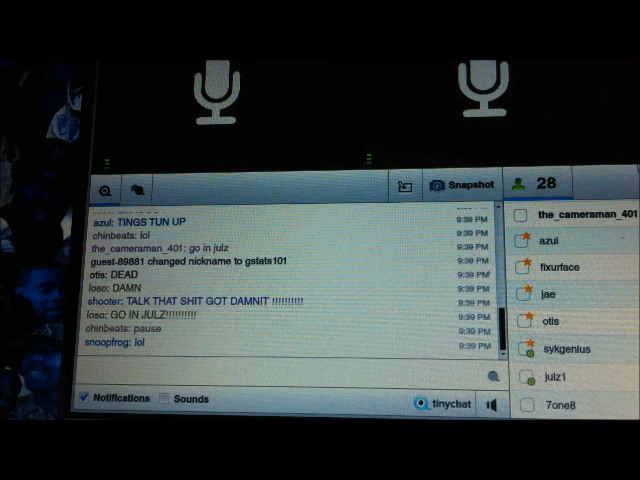 Snapshot
28
azul: TINGS TUN UP 9:39 PM
chinbeats: lol 9:39 PM
the_cameraman_401: go in julz 9:39 PM
guest-89881 changed nickname to gstats101 9:39 PM
otis: DEAD 9:39 PM
loso: DAMN 9:39 PM
shooter: TALK THAT SHIT GOT DAMNIT !!!!!!!!!! 9:39 PM
loso: GO IN JULZ!!!!!!!!!! 9:39 PM
chinbeats: pause 9:39 PM
snoopfrog: lol 9:39 PM
the_cameraman_401
azul
fixurface
jae
otis
sykgenius
julz1
7one8
Notifications Sounds
tinychat